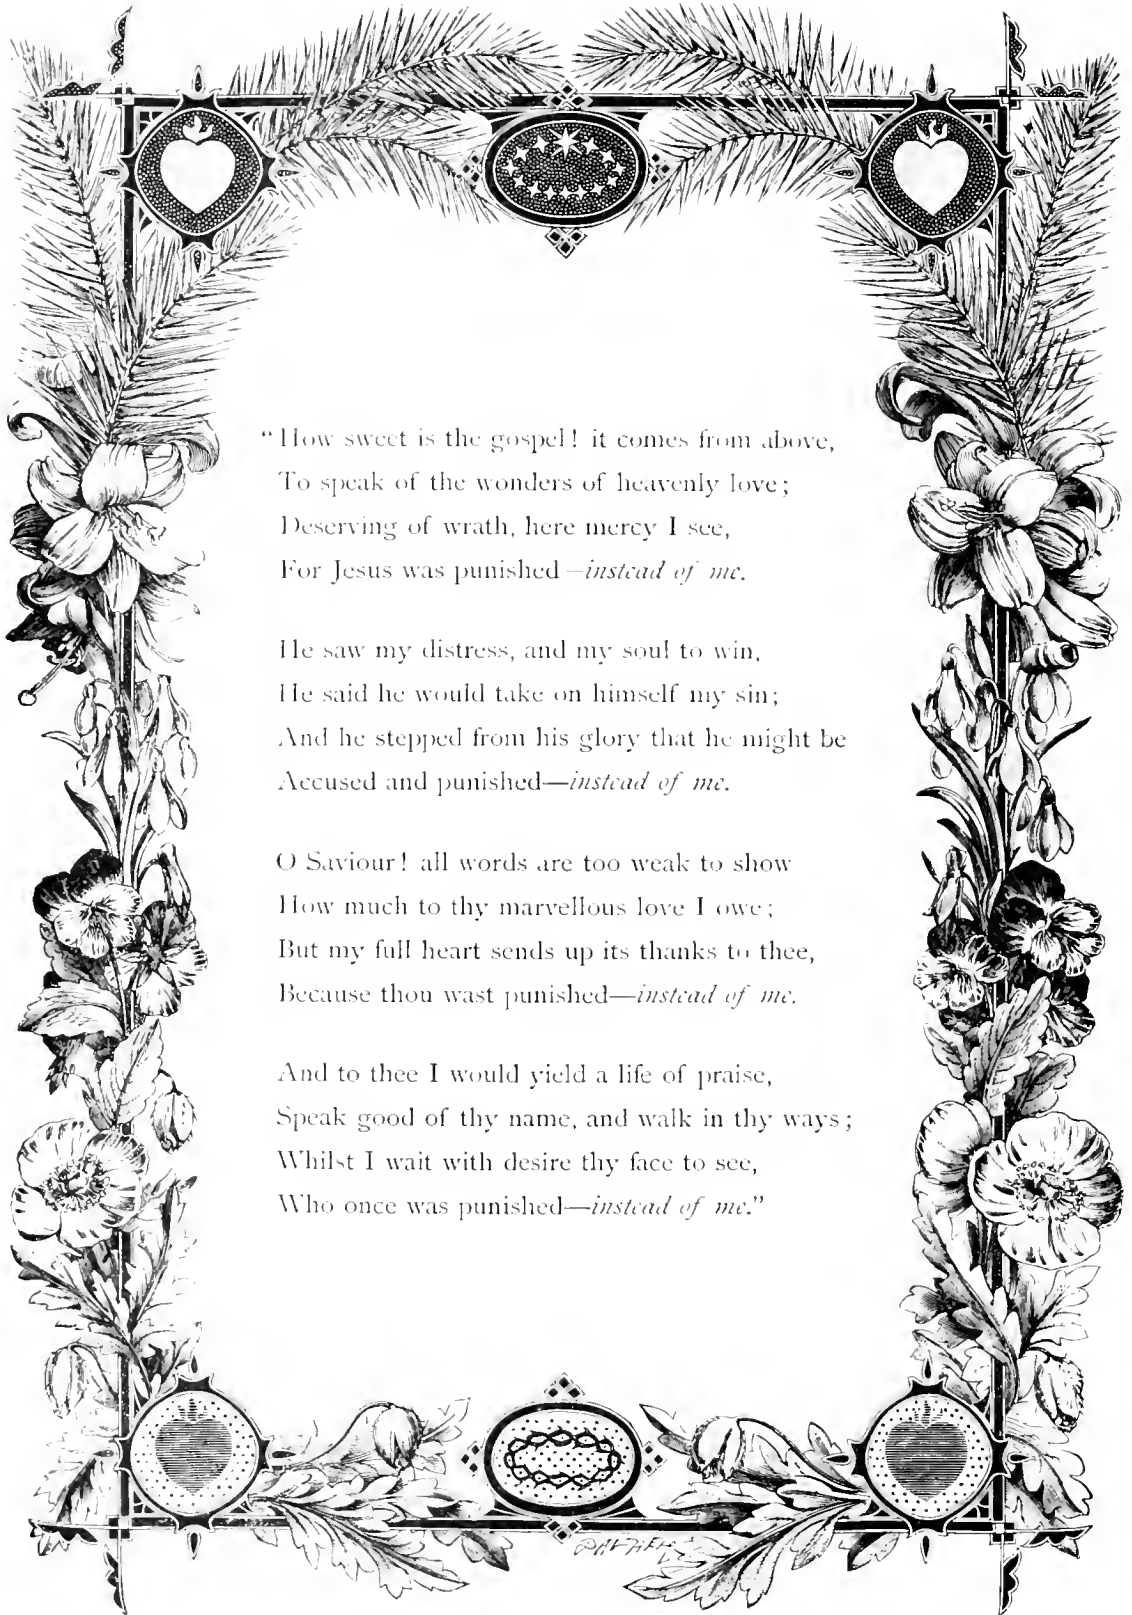 “How sweet is the gospel! it comes from above,
To speak of the wonders of heavenly love;
Deserving of wrath, here mercy I see,
For Jesus was punished—instead of me.
He saw my distress, and my soul to win,
He said he would take on himself my sin;
And he stepped from his glory that he might be
Accused and punished—instead of me.
O Saviour! all words are too weak to show
How much to thy marvellous love I owe;
But my full heart sends up its thanks to thee,
Because thou wast punished—instead of me.
And to thee I would yield a life of praise,
Speak good of thy name, and walk in thy ways;
Whilst I wait with desire thy face to see,
Who once was punished—instead of me.”